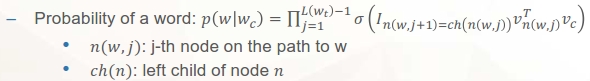 – Probability of a word: p(w|w_c) = ∏_{j=1}^{L(w_t)−1} σ(I_{n(w,j+1)=ch(n(w,j))} v_{n(w,j)}^T v_c)
• n(w, j): j-th node on the path to w
• ch(n): left child of node n